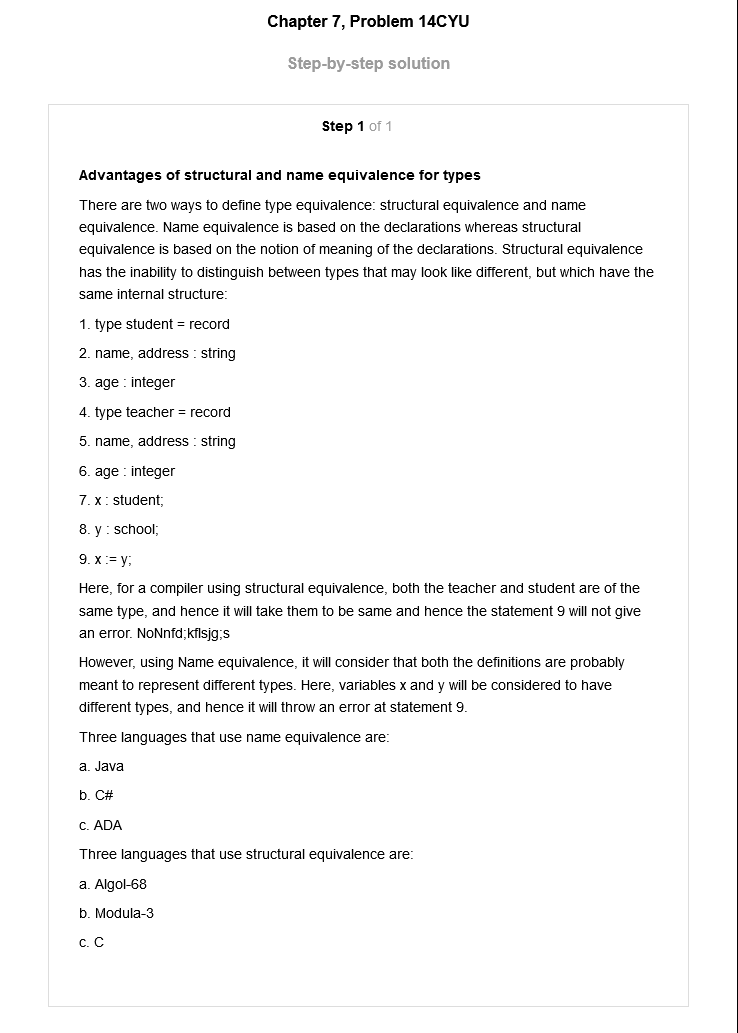 Chapter 7, Problem 14CYU
Step-by-step solution
Step 1 of 1
Advantages of structural and name equivalence for types
There are two ways to define type equivalence: structural equivalence and name
equivalence. Name equivalence is based on the declarations whereas structural
equivalence is based on the notion of meaning of the declarations. Structural equivalence
has the inability to distinguish between types that may look like different, but which have the
same internal structure:
1. type student = record
2. name, address : string
3. age : integer
4. type teacher = record
5. name, address : string
6. age : integer
7. x : student;
8. y : school;
9. x := y;
Here, for a compiler using structural equivalence, both the teacher and student are of the
same type, and hence it will take them to be same and hence the statement 9 will not give
an error. NoNnfd;kflsjg;s
However, using Name equivalence, it will consider that both the definitions are probably
meant to represent different types. Here, variables x and y will be considered to have
different types, and hence it will throw an error at statement 9.
Three languages that use name equivalence are:
a. Java
b. C#
c. ADA
Three languages that use structural equivalence are:
a. Algol-68
b. Modula-3
c. C